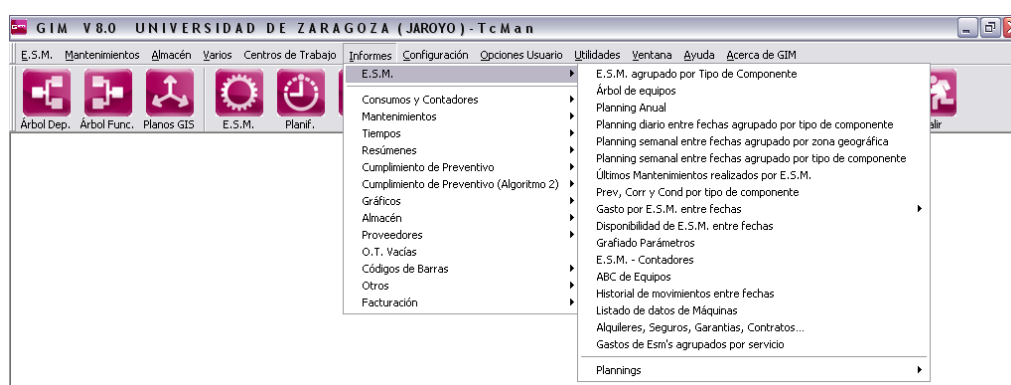 GIM V8.0 UNIVERSIDAD DE ZARAGOZA (JAROYO) - TcMan
E.S.M. Mantenimientos Almacén Varios Centros de Trabajo Informes Configuración Opciones Usuario Utilidades Ventana Ayuda Acerca de GIM
Árbol Dep. Árbol Func. Planos GIS E.S.M. Planif.
E.S.M.
Consumos y Contadores
Mantenimientos
Tiempos
Resúmenes
Cumplimiento de Preventivo
Cumplimiento de Preventivo (Algoritmo 2)
Gráficos
Almacén
Proveedores
O.T. Vacías
Códigos de Barras
Otros
Facturación
E.S.M. agrupado por Tipo de Componente
Árbol de equipos
Planning Anual
Planning diario entre fechas agrupado por tipo de componente
Planning semanal entre fechas agrupado por zona geográfica
Planning semanal entre fechas agrupado por tipo de componente
Últimos Mantenimientos realizados por E.S.M.
Prev, Corr y Cond por tipo de componente
Gasto por E.S.M. entre fechas
Disponibilidad de E.S.M. entre fechas
Grafiado Parámetros
E.S.M. - Contadores
ABC de Equipos
Historial de movimientos entre fechas
Listado de datos de Máquinas
Alquileres, Seguros, Garantias, Contratos...
Gastos de Esm's agrupados por servicio
Plannings